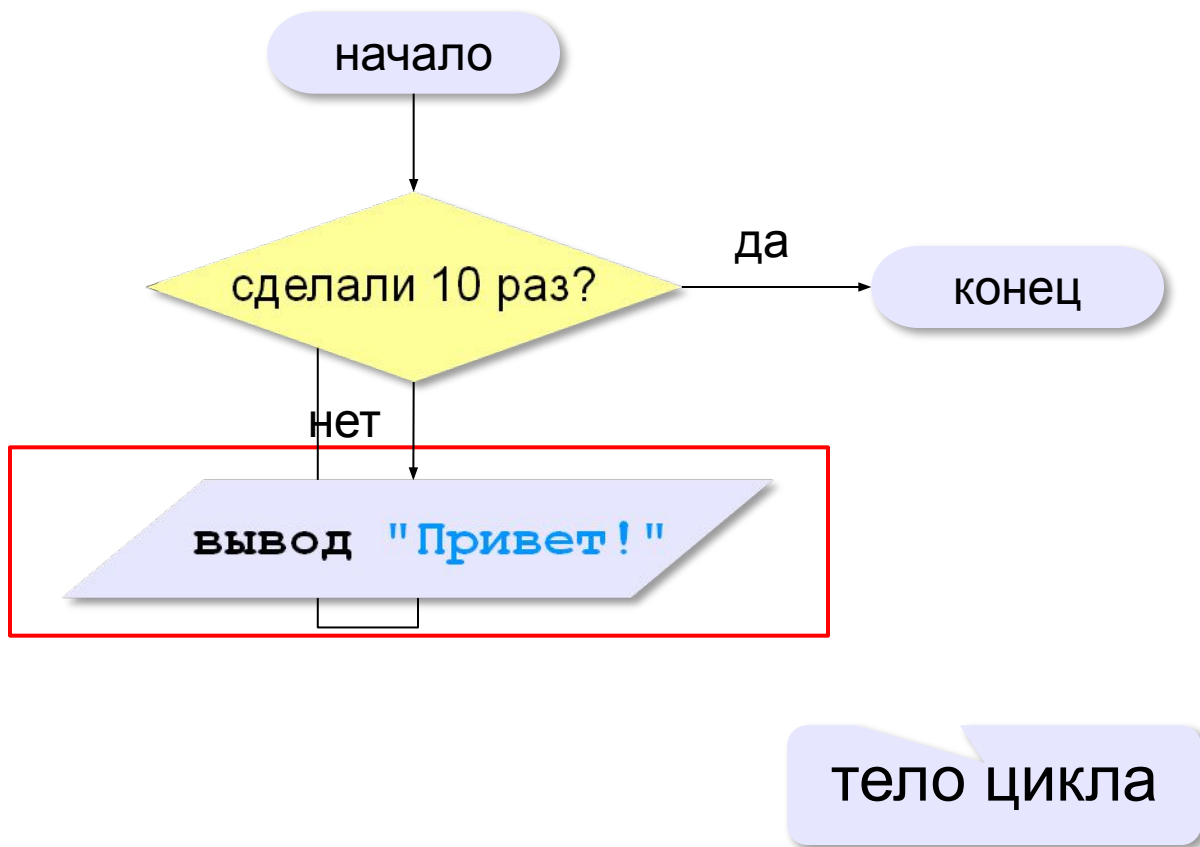 начало
сделали 10 раз?
да
конец
нет
вывод "Привет!"
тело цикла